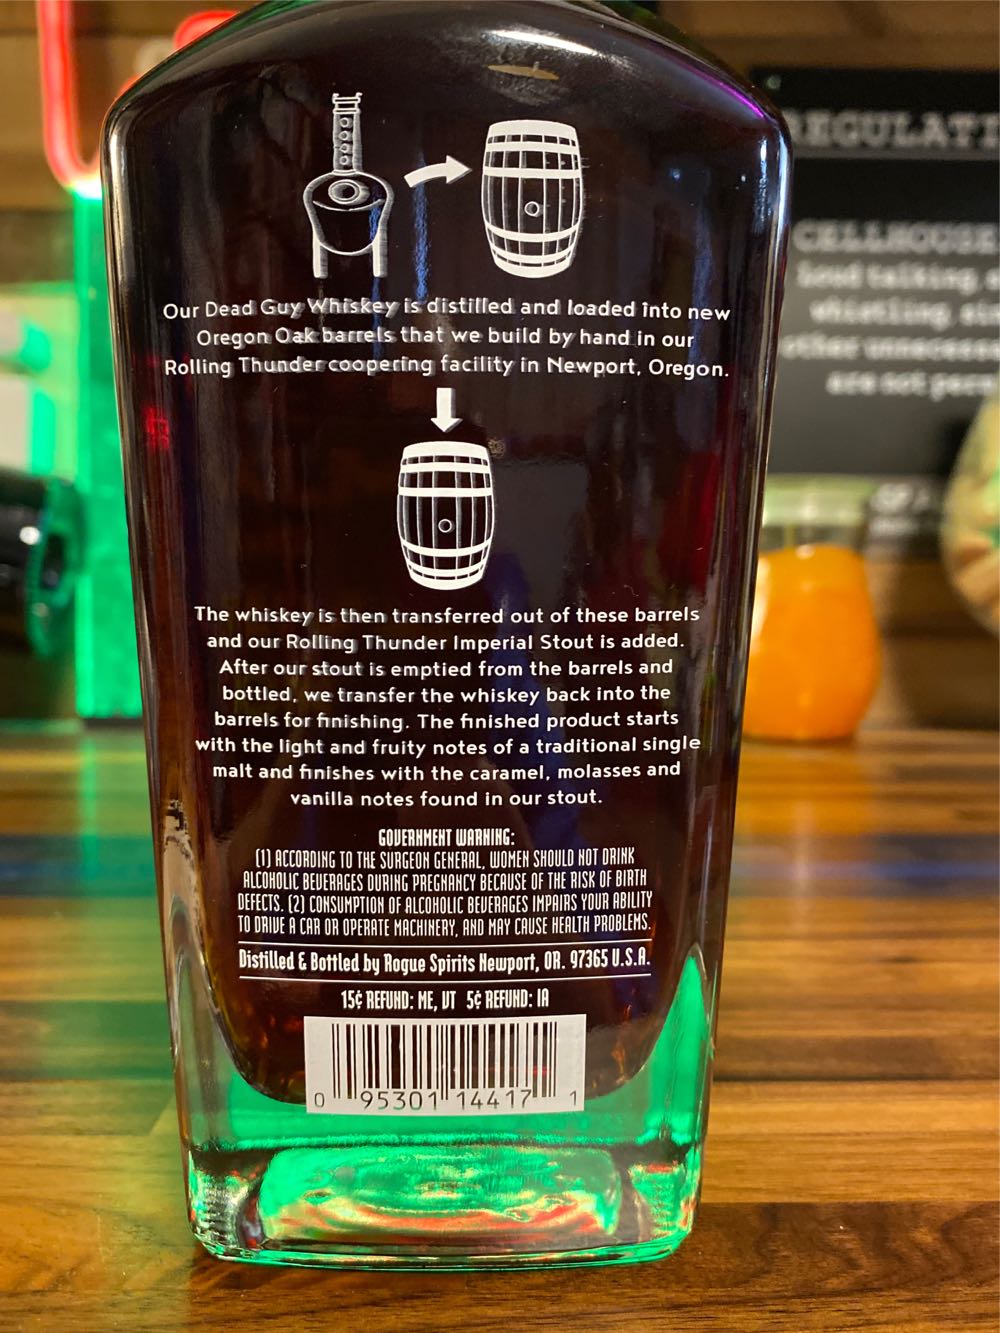 Our Dead Guy Whiskey is distilled and loaded into new
Oregon Oak barrels that we build by hand in our
Rolling Thunder coopering facility in Newport, Oregon.
The whiskey is then transferred out of these barrels
and our Rolling Thunder Imperial Stout is added.
After our stout is emptied from the barrels and
bottled, we transfer the whiskey back into the
barrels for finishing. The finished product starts
with the light and fruity notes of a traditional single
malt and finishes with the caramel, molasses and
vanilla notes found in our stout.
GOVERNMENT WARNING:
(1) ACCORDING TO THE SURGEON GENERAL, WOMEN SHOULD NOT DRINK
ALCOHOLIC BEVERAGES DURING PREGNANCY BECAUSE OF THE RISK OF BIRTH
DEFECTS. (2) CONSUMPTION OF ALCOHOLIC BEVERAGES IMPAIRS YOUR ABILITY
TO DRIVE A CAR OR OPERATE MACHINERY, AND MAY CAUSE HEALTH PROBLEMS.
Distilled & Bottled by Rogue Spirits Newport, OR. 97365 U.S.A.
15¢ REFUND: ME, VT 5¢ REFUND: IA
0 95301 14417 1
CELLHOUSE
loud talking,
whistling,
other
are not